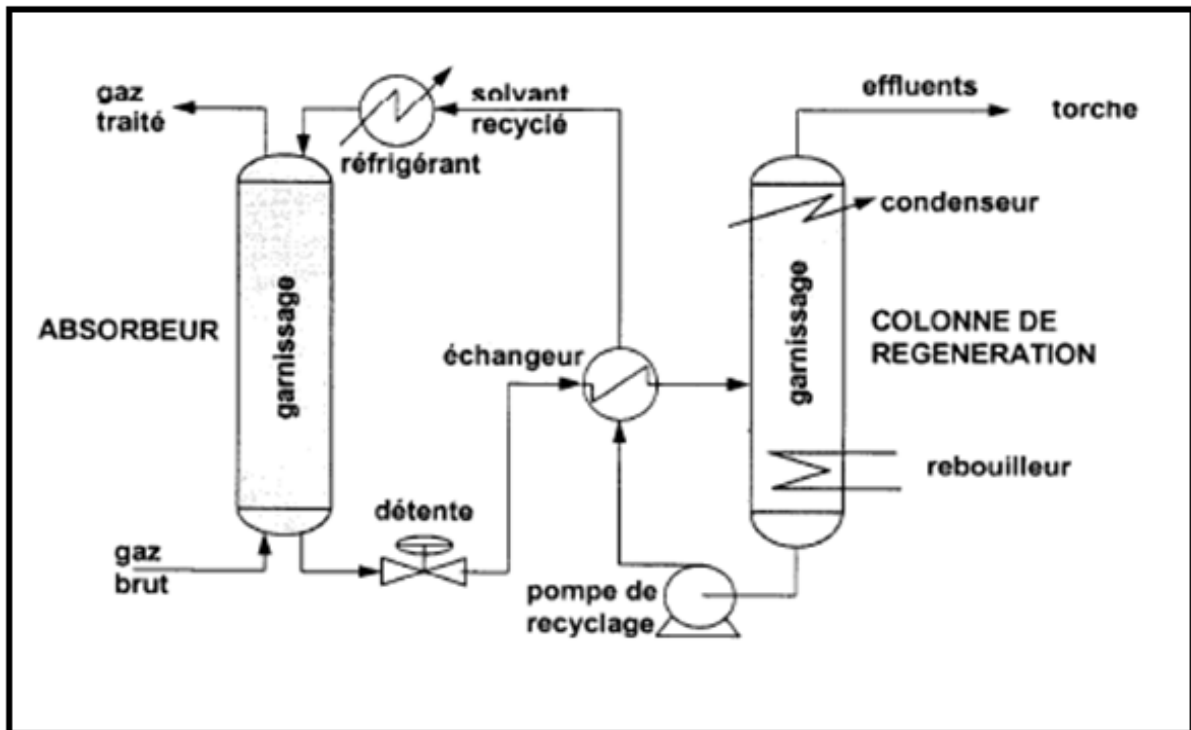 gaz
traité
solvant
recyclé
réfrigérant
effluents
torche
condenseur
ABSORBEUR
garnissage
échangeur
garnissage
COLONNE DE
REGENERATION
rebouilleur
détente
gaz
brut
pompe de
recyclage